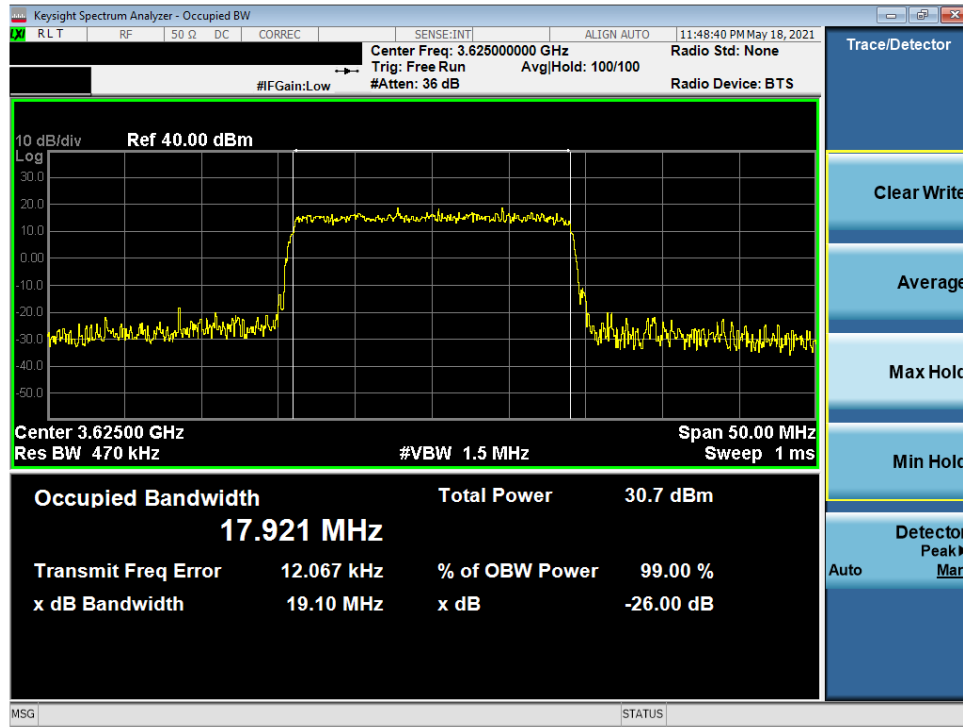 Keysight Spectrum Analyzer - Occupied BW
LXI RLT RF 50 Ω DC CORREC SENSE:INT ALIGN AUTO 11:48:40 PM May 18, 2021
Center Freq: 3.625000000 GHz Radio Std: None
Trig: Free Run Avg|Hold: 100/100
#IFGain:Low #Atten: 36 dB Radio Device: BTS
10 dB/div Ref 40.00 dBm
Log
30.0
20.0
10.0
0.00
-10.0
-20.0
-30.0
-40.0
-50.0
Center 3.62500 GHz Span 50.00 MHz
Res BW 470 kHz #VBW 1.5 MHz Sweep 1 ms
Occupied Bandwidth Total Power 30.7 dBm
17.921 MHz
Transmit Freq Error 12.067 kHz % of OBW Power 99.00 %
x dB Bandwidth 19.10 MHz x dB -26.00 dB
MSG STATUS
Trace/Detector
Clear Write
Average
Max Hold
Min Hold
Detector
Peak
Auto Man